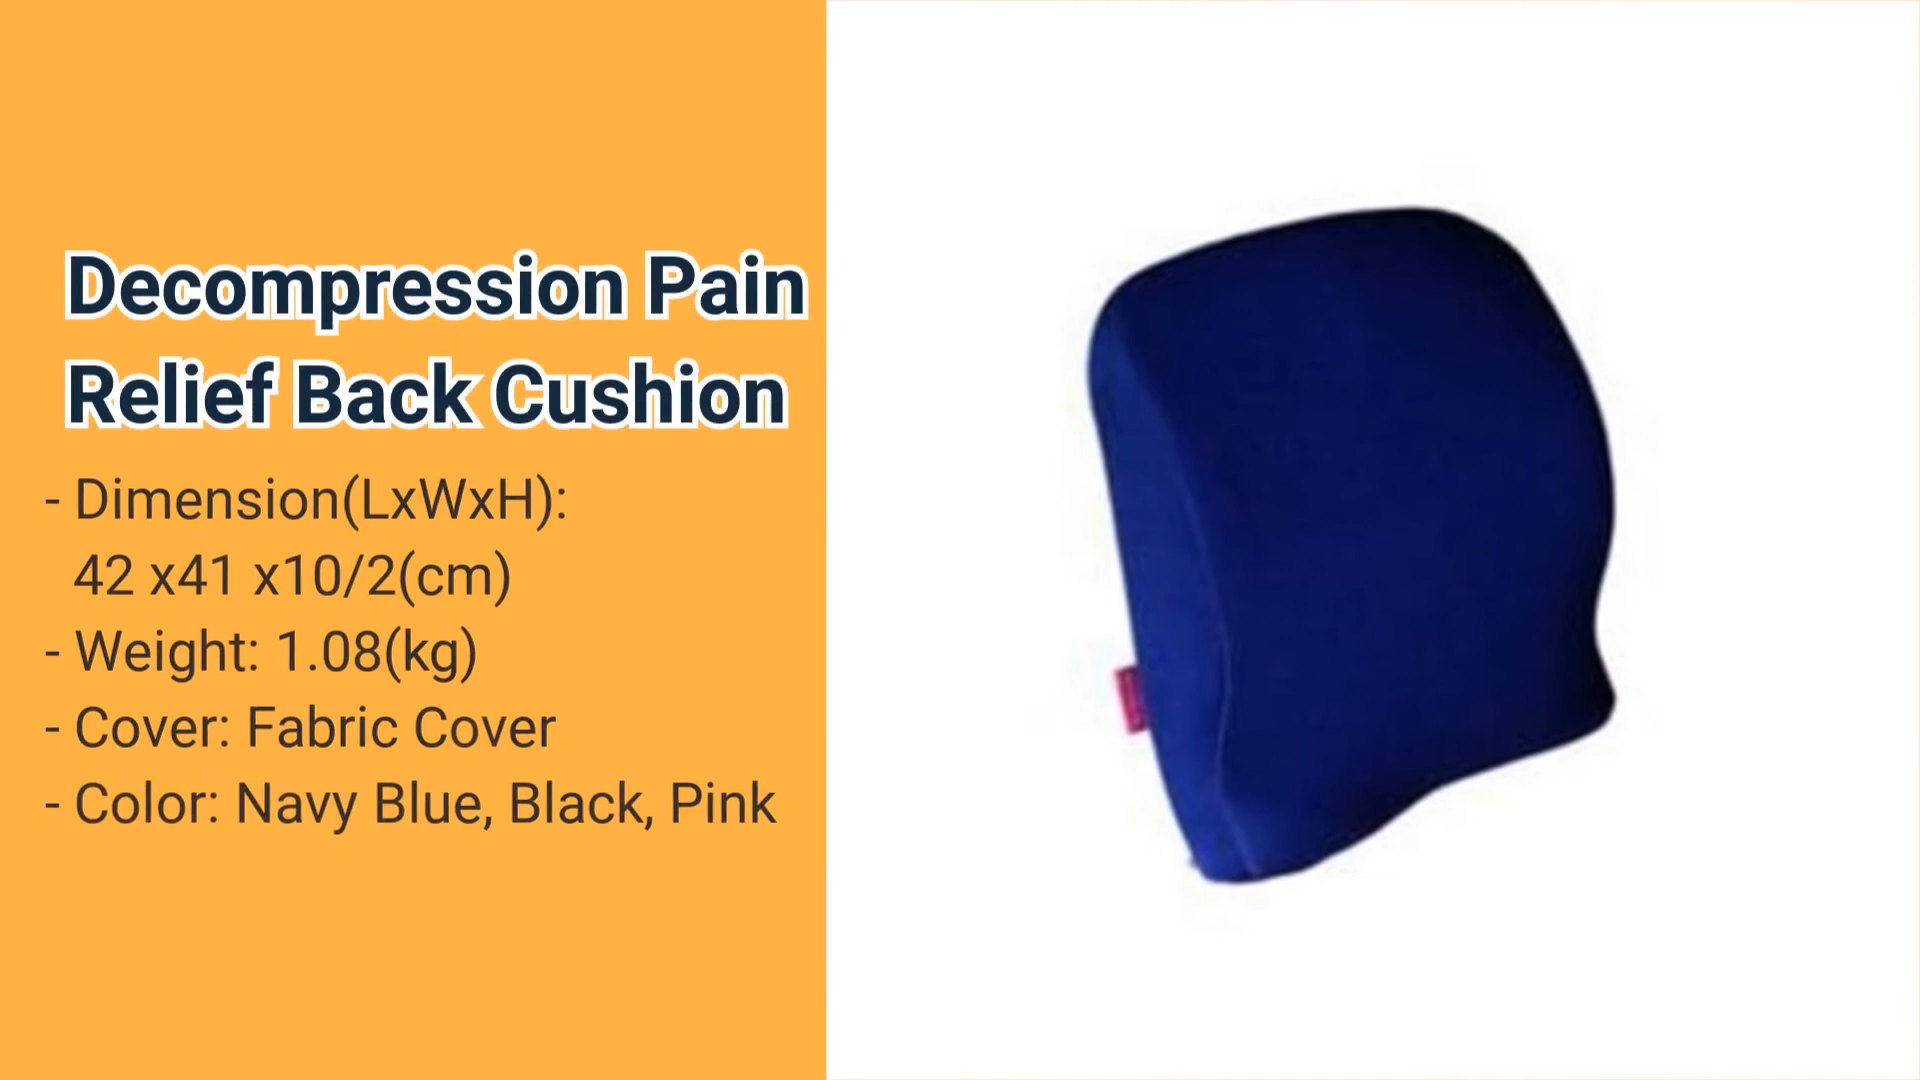 Decompression Pain
Relief Back Cushion
- Dimension(LxWxH):
42 x41 x10/2(cm)
- Weight: 1.08(kg)
- Cover: Fabric Cover
- Color: Navy Blue, Black, Pink